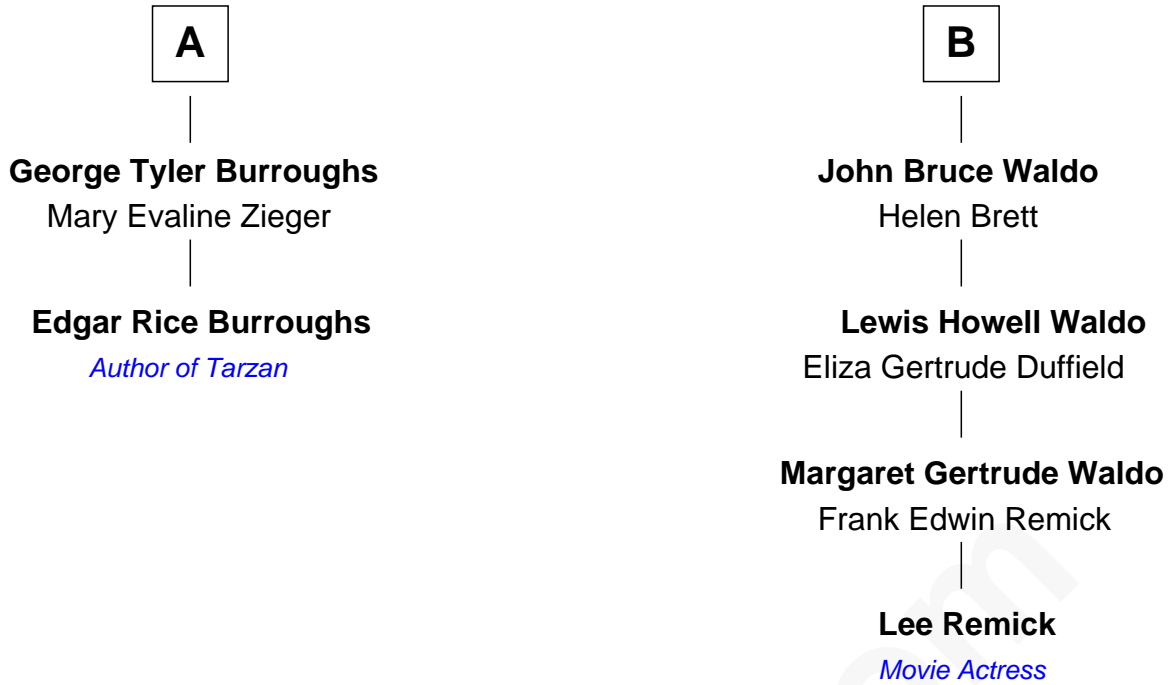 A
George Tyler Burroughs
Mary Evaline Zieger
Edgar Rice Burroughs
Author of Tarzan
B
John Bruce Waldo
Helen Brett
Lewis Howell Waldo
Eliza Gertrude Duffield
Margaret Gertrude Waldo
Frank Edwin Remick
Lee Remick
Movie Actress